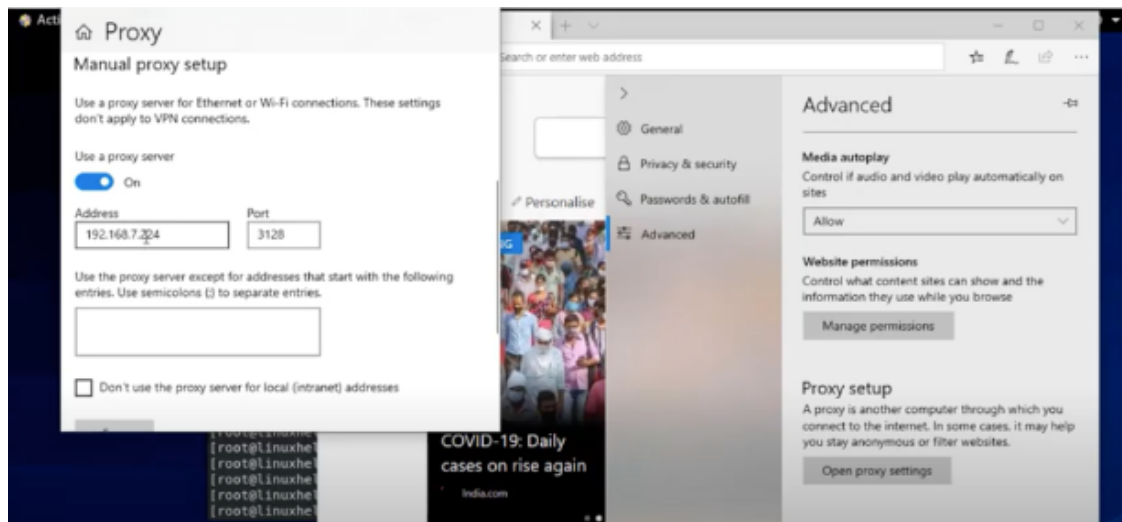 Acti
Proxy
Manual proxy setup
Use a proxy server for Ethernet or Wi-Fi connections. These settings
don't apply to VPN connections.
Use a proxy server
On
Address
Port
192.168.7.224
3128
Use the proxy server except for addresses that start with the following
entries. Use semicolons (;) to separate entries.
Don't use the proxy server for local (intranet) addresses
Search or enter web address
Personalise
COVID-19: Daily
cases on rise again
India.com
[root@linuxhel
[root@linuxhel
[root@linuxhel
[root@linuxhel
[root@linuxhel
General
Privacy & security
Passwords & autofill
Advanced
Advanced
Media autoplay
Control if audio and video play automatically on
sites
Allow
Website permissions
Control what content sites can show and the
information they use while you browse
Manage permissions
Proxy setup
A proxy is another computer through which you
connect to the internet. In some cases, it may help
you stay anonymous or filter websites.
Open proxy settings